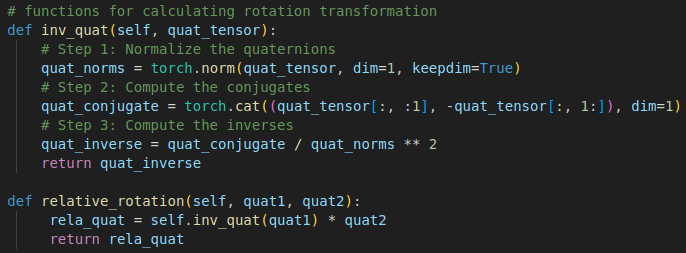 # functions for calculating rotation transformation
def inv_quat(self, quat_tensor):
    # Step 1: Normalize the quaternions
    quat_norms = torch.norm(quat_tensor, dim=1, keepdim=True)
    # Step 2: Compute the conjugates
    quat_conjugate = torch.cat((quat_tensor[:, :1], -quat_tensor[:, 1:]), dim=1)
    # Step 3: Compute the inverses
    quat_inverse = quat_conjugate / quat_norms ** 2
    return quat_inverse

def relative_rotation(self, quat1, quat2):
     rela_quat = self.inv_quat(quat1) * quat2
     return rela_quat